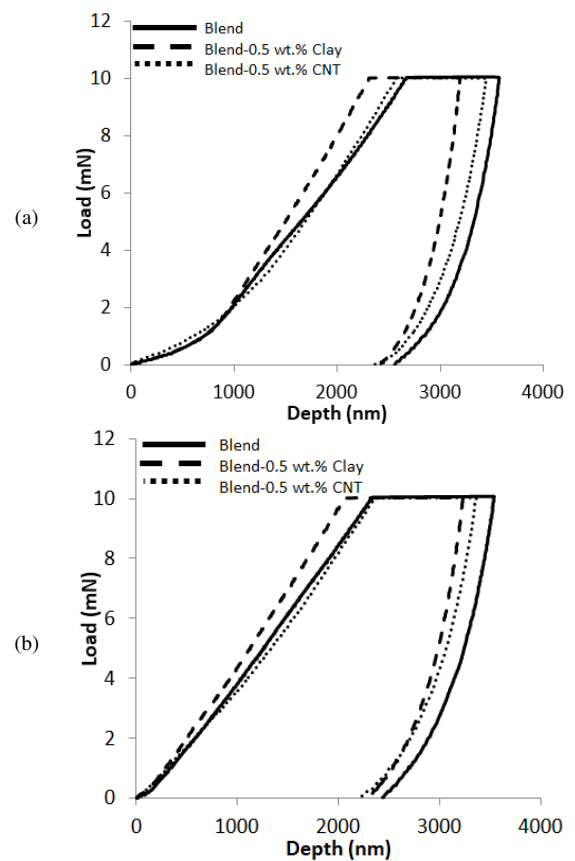 12
Blend
Blend-0.5 wt.% Clay
10
Blend-0.5 wt.% CNT
8
Load (mN)
(a)
6
4
2
0
0 1000 2000 3000 4000
Depth (nm)
12
Blend
Blend-0.5 wt.% Clay
10
Blend-0.5 wt.% CNT
8
Load (mN)
(b)
6
4
2
0
0 1000 2000 3000 4000
Depth (nm)